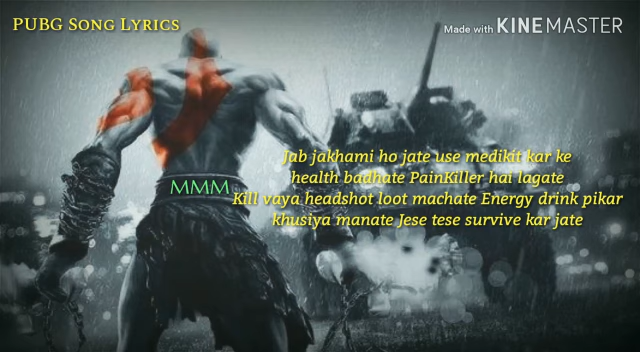 PUBG Song Lyrics
Made with KINEMASTER
Jab jakhami ho jate use medikit kar ke
health badhate PainKiller hai lagate
MMM
Kill vaya headshot loot machate Energy drink pikar
khusiya manate Jese tese survive kar jate